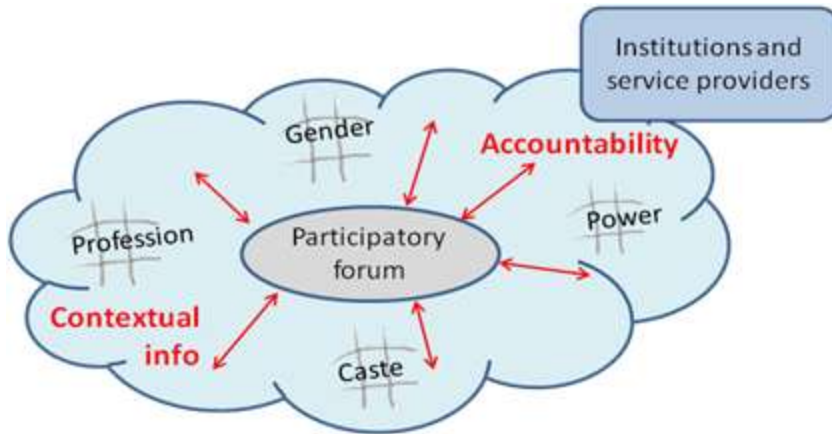 Institutions and
service providers
Gender
Accountability
Profession
Power
Participatory
forum
Contextual
info
Caste